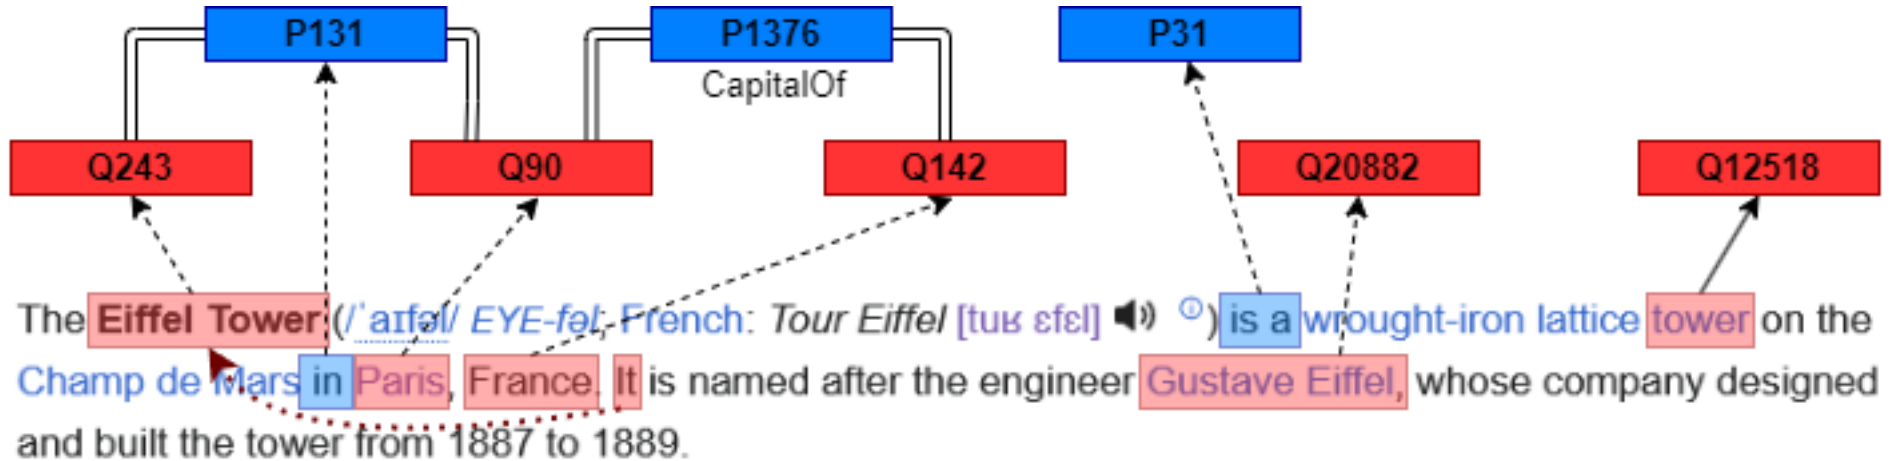 P131 P1376 P31
CapitalOf
Q243 Q90 Q142 Q20882 Q12518
The Eiffel Tower (/ˈaɪfəl/ EYE-fəl; French: Tour Eiffel [tuʁ ɛfɛl] ) is a wrought-iron lattice tower on the
Champ de Mars in Paris, France. It is named after the engineer Gustave Eiffel, whose company designed
and built the tower from 1887 to 1889.